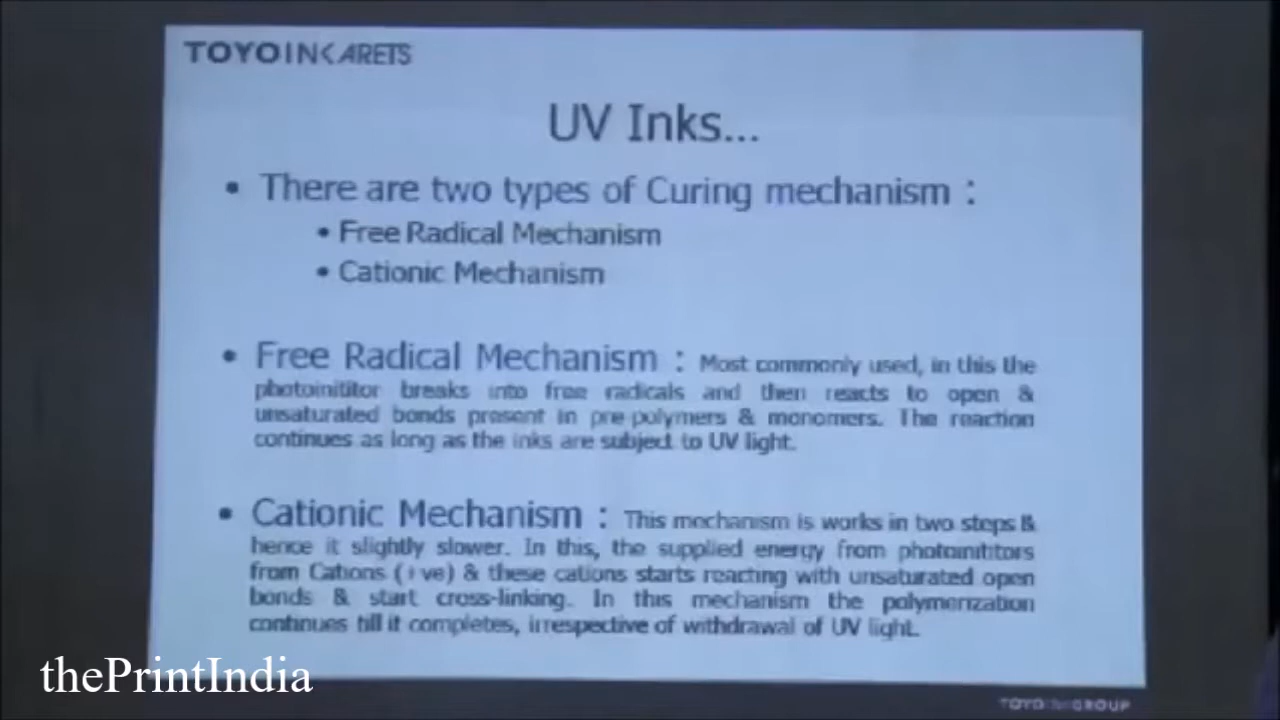 TOYOINK ARETS
UV Inks...
• There are two types of Curing mechanism :
• Free Radical Mechanism
• Cationic Mechanism
• Free Radical Mechanism : Most commonly used, in this the
photoinititor breaks into free radicals and then reacts to open &
unsaturated bonds present in pre-polymers & monomers. The reaction
continues as long as the inks are subject to UV light.
• Cationic Mechanism : This mechanism is works in two steps &
hence it slightly slower. In this, the supplied energy from photoinititors
from Cations (+ve) & these cations starts reacting with unsaturated open
bonds & start cross-linking. In this mechanism the polymerization
continues till it completes, irrespective of withdrawal of UV light.
thePrintIndia
TOYO INK GROUP